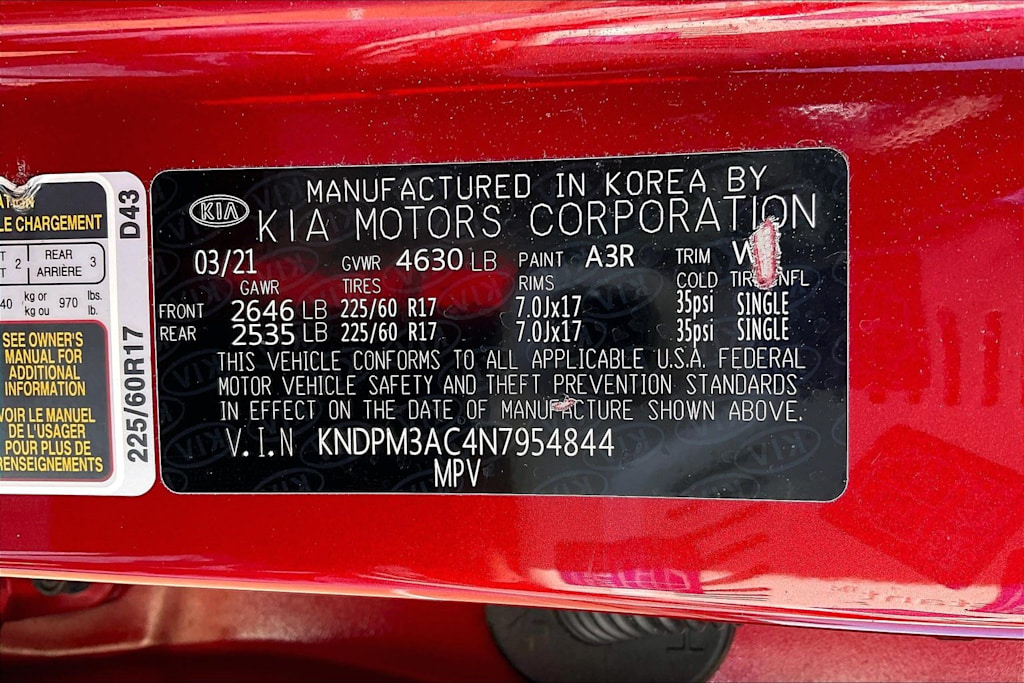 LE CHARGEMENT
2
REAR
ARRIÈRE
3
40
kg or
kg ou
970
lbs.
lb.
SEE OWNER'S
MANUAL FOR
ADDITIONAL
INFORMATION
VOIR LE MANUEL
DE L'USAGER
POUR PLUS DE
RENSEIGNEMENTS
D43
225/60R17
KIA
MANUFACTURED IN KOREA BY
KIA MOTORS CORPORATION
03/21 GVWR 4630 LB PAINT A3R TRIM
GAWR TIRES RIMS COLD
FRONT 2646 LB 225/60 R17 7.0Jx17 35psi SINGLE
REAR 2535 LB 225/60 R17 7.0Jx17 35psi SINGLE
THIS VEHICLE CONFORMS TO ALL APPLICABLE U.S.A. FEDERAL
MOTOR VEHICLE SAFETY AND THEFT PREVENTION STANDARDS
IN EFFECT ON THE DATE OF MANUFACTURE SHOWN ABOVE.
V.I.N KNDPM3AC4N7954844
MPV